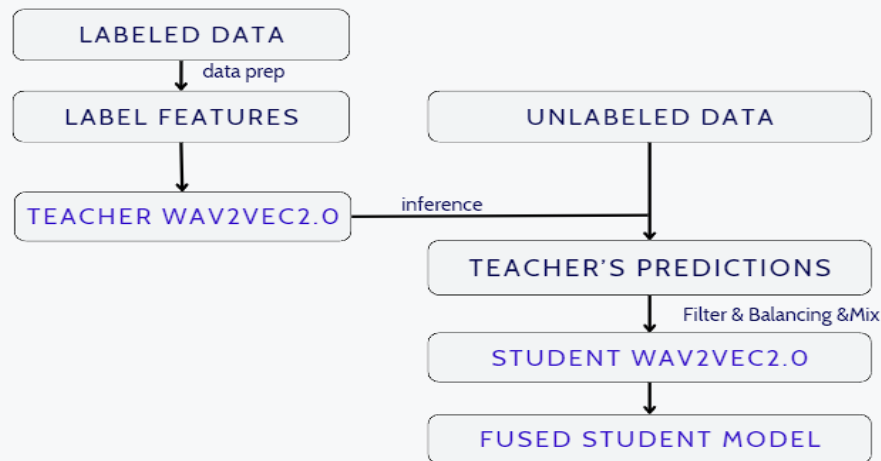 LABELED DATA
data prep
LABEL FEATURES
UNLABELED DATA
TEACHER WAV2VEC2.0
inference
TEACHER'S PREDICTIONS
Filter & Balancing &Mix
STUDENT WAV2VEC2.0
FUSED STUDENT MODEL